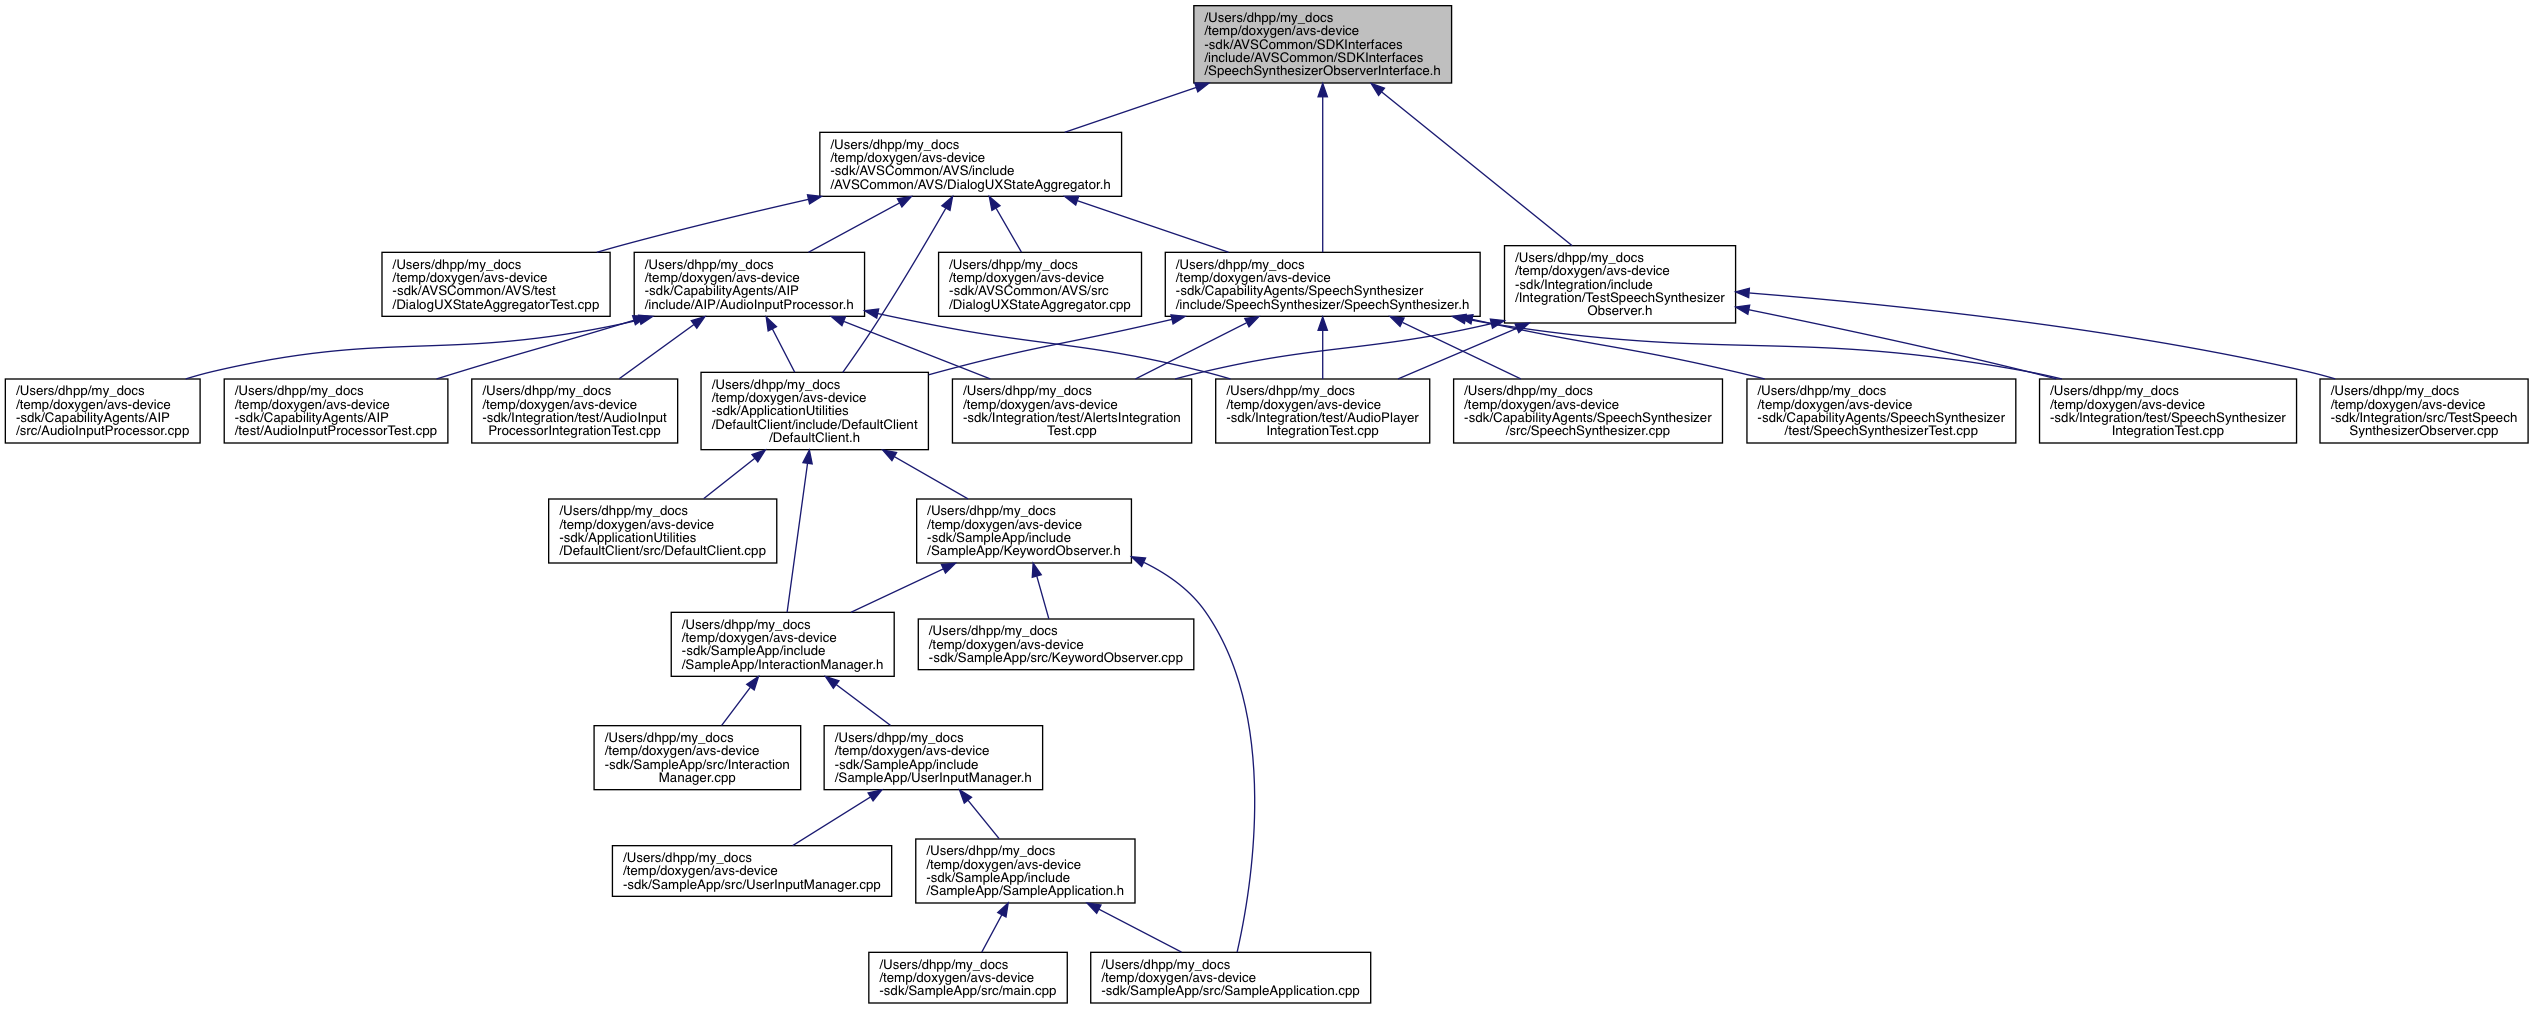 /Users/dhpp/my_docs
/temp/doxygen/avs-device
-sdk/AVSCommon/SDKInterfaces
/include/AVSCommon/SDKInterfaces
/SpeechSynthesizerObserverInterface.h
/Users/dhpp/my_docs
/temp/doxygen/avs-device
-sdk/AVSCommon/AVS/include
/AVSCommon/AVS/DialogUXStateAggregator.h
/Users/dhpp/my_docs
/temp/doxygen/avs-device
-sdk/AVSCommon/AVS/test
/DialogUXStateAggregatorTest.cpp
/Users/dhpp/my_docs
/temp/doxygen/avs-device
-sdk/CapabilityAgents/AIP
/include/AIP/AudioInputProcessor.h
/Users/dhpp/my_docs
/temp/doxygen/avs-device
-sdk/AVSCommon/AVS/src
/DialogUXStateAggregator.cpp
/Users/dhpp/my_docs
/temp/doxygen/avs-device
-sdk/CapabilityAgents/SpeechSynthesizer
/include/SpeechSynthesizer/SpeechSynthesizer.h
/Users/dhpp/my_docs
/temp/doxygen/avs-device
-sdk/Integration/include
/Integration/TestSpeechSynthesizer
Observer.h
/Users/dhpp/my_docs
/temp/doxygen/avs-device
-sdk/CapabilityAgents/AIP
/src/AudioInputProcessor.cpp
/Users/dhpp/my_docs
/temp/doxygen/avs-device
-sdk/CapabilityAgents/AIP
/test/AudioInputProcessorTest.cpp
/Users/dhpp/my_docs
/temp/doxygen/avs-device
-sdk/Integration/test/AudioInput
ProcessorIntegrationTest.cpp
/Users/dhpp/my_docs
/temp/doxygen/avs-device
-sdk/ApplicationUtilities
/DefaultClient/include/DefaultClient
/DefaultClient.h
/Users/dhpp/my_docs
/temp/doxygen/avs-device
-sdk/Integration/test/AlertsIntegration
Test.cpp
/Users/dhpp/my_docs
/temp/doxygen/avs-device
-sdk/Integration/test/AudioPlayer
IntegrationTest.cpp
/Users/dhpp/my_docs
/temp/doxygen/avs-device
-sdk/CapabilityAgents/SpeechSynthesizer
/src/SpeechSynthesizer.cpp
/Users/dhpp/my_docs
/temp/doxygen/avs-device
-sdk/CapabilityAgents/SpeechSynthesizer
/test/SpeechSynthesizerTest.cpp
/Users/dhpp/my_docs
/temp/doxygen/avs-device
-sdk/Integration/test/SpeechSynthesizer
IntegrationTest.cpp
/Users/dhpp/my_docs
/temp/doxygen/avs-device
-sdk/Integration/src/TestSpeech
SynthesizerObserver.cpp
/Users/dhpp/my_docs
/temp/doxygen/avs-device
-sdk/ApplicationUtilities
/DefaultClient/src/DefaultClient.cpp
/Users/dhpp/my_docs
/temp/doxygen/avs-device
-sdk/SampleApp/include
/SampleApp/KeywordObserver.h
/Users/dhpp/my_docs
/temp/doxygen/avs-device
-sdk/SampleApp/include
/SampleApp/InteractionManager.h
/Users/dhpp/my_docs
/temp/doxygen/avs-device
-sdk/SampleApp/src/KeywordObserver.cpp
/Users/dhpp/my_docs
/temp/doxygen/avs-device
-sdk/SampleApp/src/Interaction
Manager.cpp
/Users/dhpp/my_docs
/temp/doxygen/avs-device
-sdk/SampleApp/include
/SampleApp/UserInputManager.h
/Users/dhpp/my_docs
/temp/doxygen/avs-device
-sdk/SampleApp/src/UserInputManager.cpp
/Users/dhpp/my_docs
/temp/doxygen/avs-device
-sdk/SampleApp/include
/SampleApp/SampleApplication.h
/Users/dhpp/my_docs
/temp/doxygen/avs-device
-sdk/SampleApp/src/main.cpp
/Users/dhpp/my_docs
/temp/doxygen/avs-device
-sdk/SampleApp/src/SampleApplication.cpp